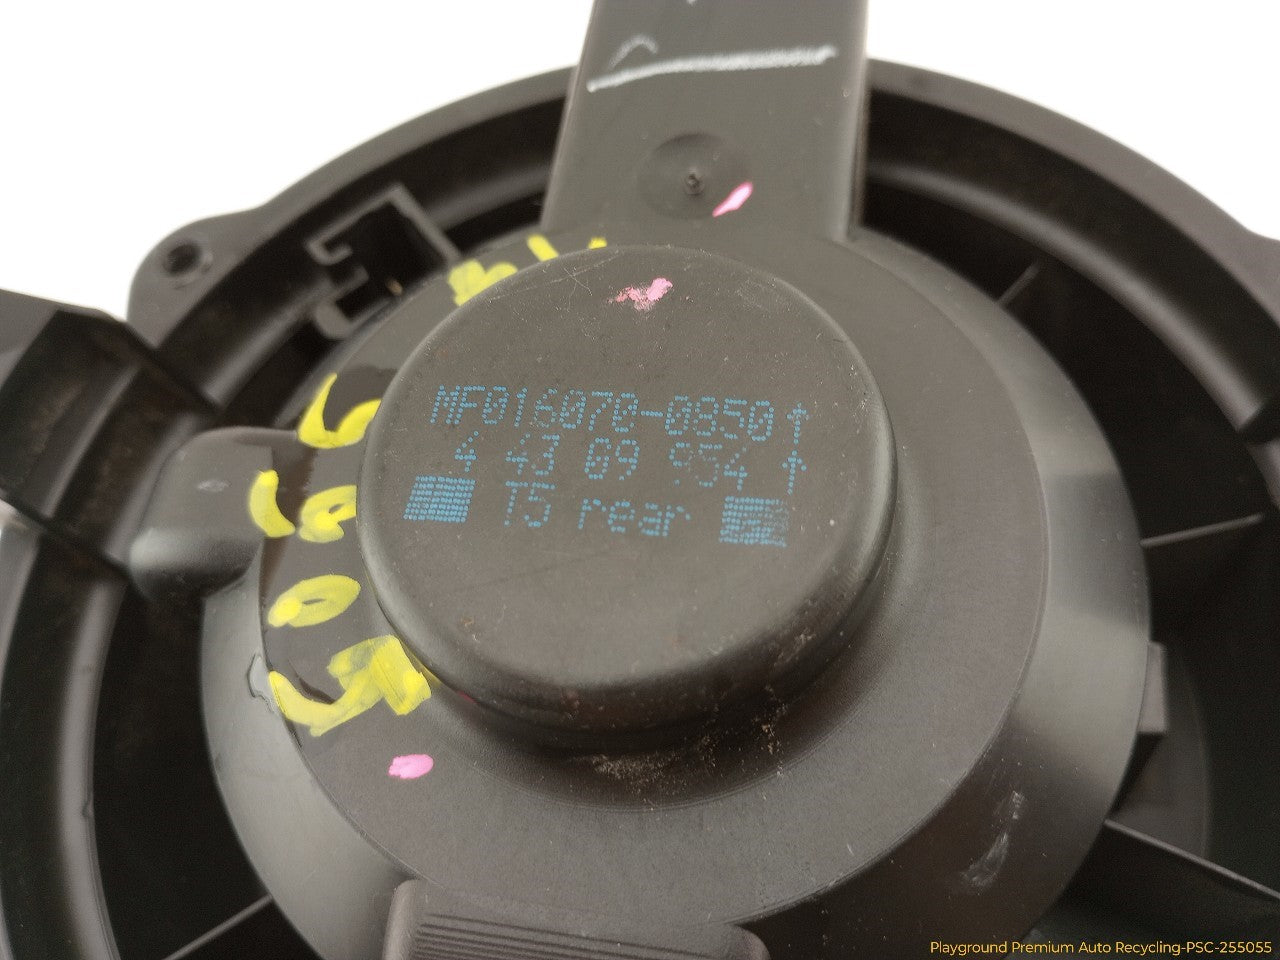 MF016070-0850↑
4 43 09 954 ↑
T5 rear
Playground Premium Auto Recycling-PSC-255055